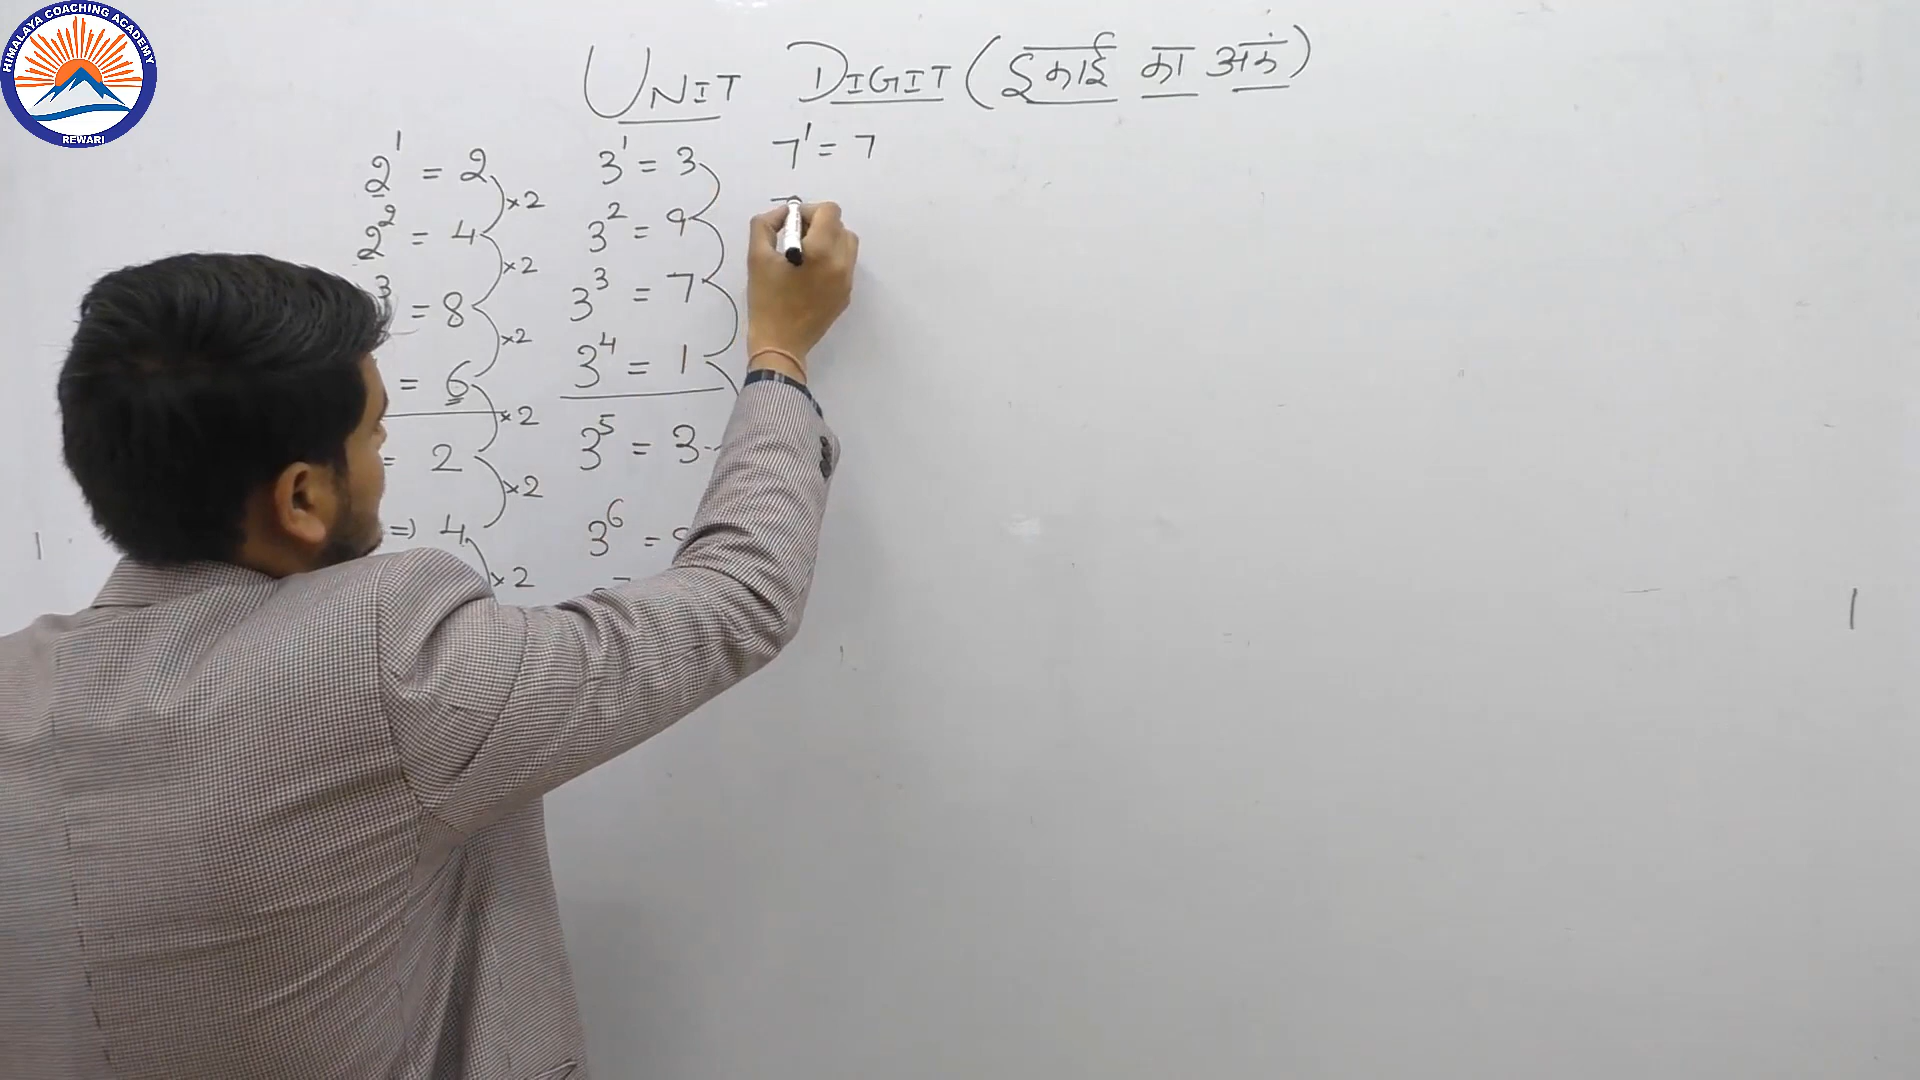 HIMALAYA COACHING ACADEMY
REWARI
UNIT DIGIT (इकाई का अंक)
2¹ = 2
×2
2² = 4
×2
3 = 8
×2
= 6
×2
= 2
×2
=) 4
×2
3¹ = 3
3² = 9
3³ = 7
3⁴ = 1
3⁵ = 3
3⁶ =
7¹ = 7